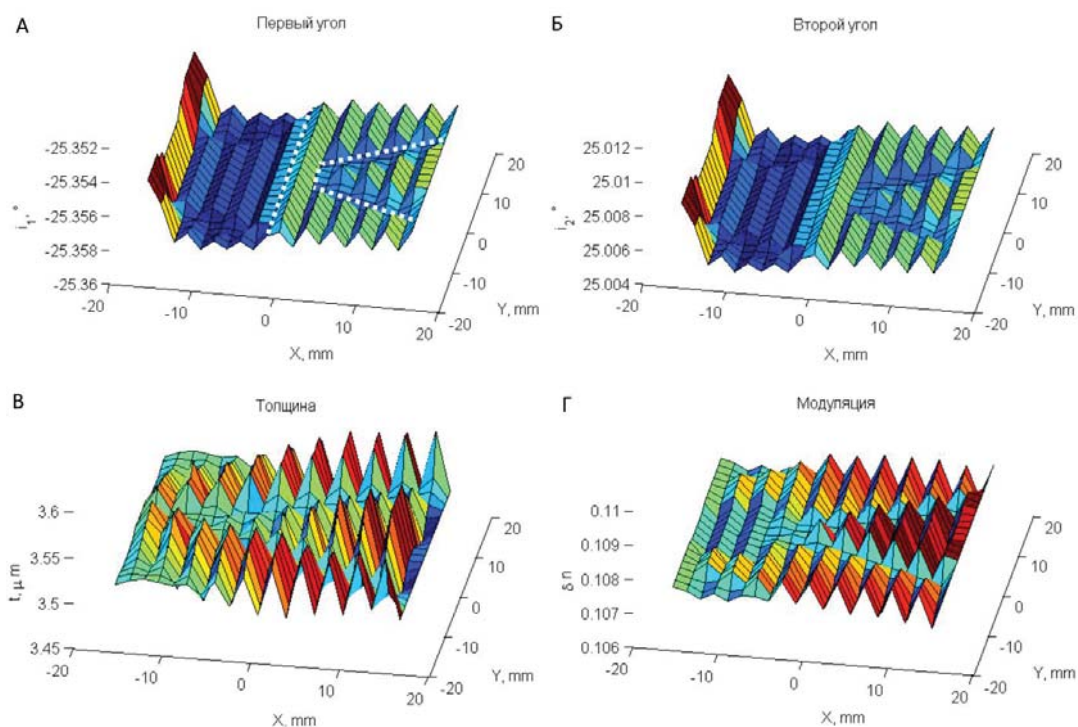 А
Первый угол
-25.352
-25.354
-25.356
-25.358
-25.36
i₁, °
-20
-10
0
10
20
X, mm
20
10
0
-10
-20
Y, mm
Б
Второй угол
25.012
25.01
25.008
25.006
25.004
i₂, °
-20
-10
0
10
20
X, mm
20
10
0
-10
-20
Y, mm
В
Толщина
3.6
3.55
3.5
3.45
t, μ m
-20
-10
0
10
20
X, mm
20
10
0
-10
-20
Y, mm
Г
Модуляция
0.11
0.109
0.108
0.107
0.106
δ n
-20
-10
0
10
20
X, mm
20
10
0
-10
-20
Y, mm